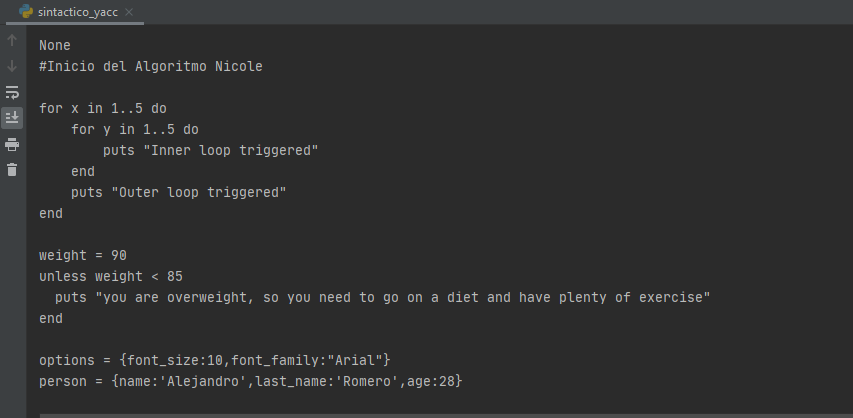 sintactico_yacc
None
#Inicio del Algoritmo Nicole
for x in 1..5 do
    for y in 1..5 do
        puts "Inner loop triggered"
    end
    puts "Outer loop triggered"
end
weight = 90
unless weight < 85
  puts "you are overweight, so you need to go on a diet and have plenty of exercise"
end
options = {font_size:10,font_family:"Arial"}
person = {name:'Alejandro',last_name:'Romero',age:28}